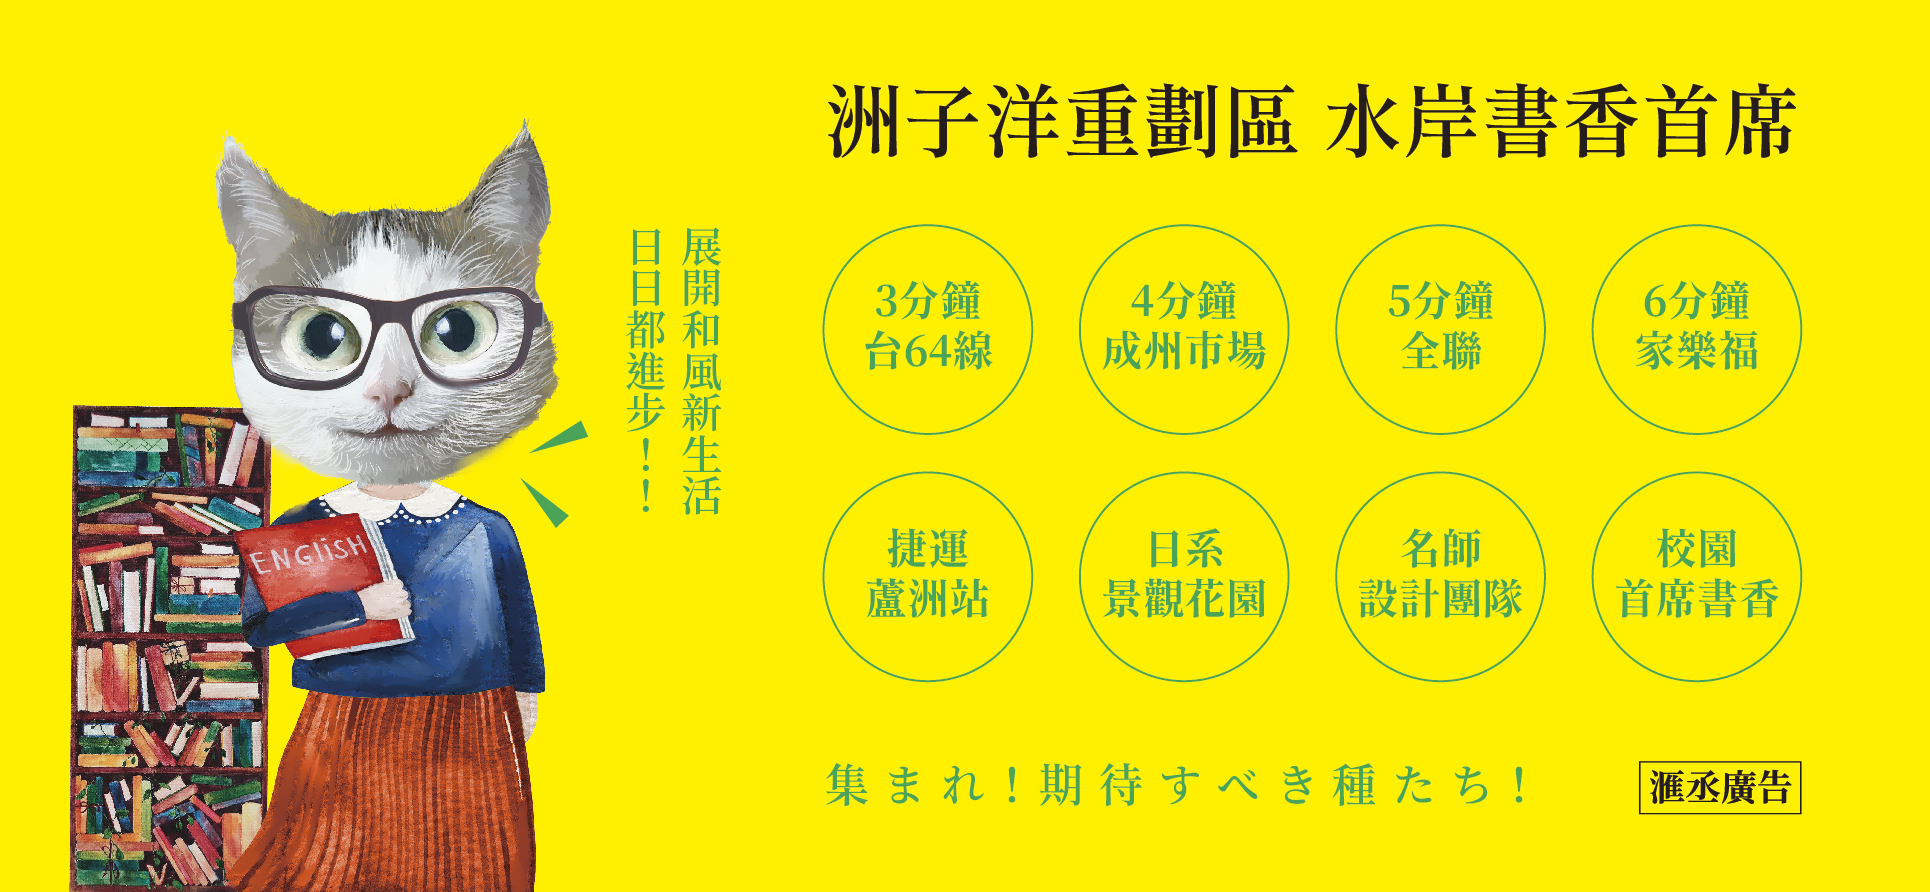 洲子洋重劃區 水岸書香首席
展開和風新生活
日日都進步!!
ENGliSH
3分鐘
台64線
4分鐘
成州市場
5分鐘
全聯
6分鐘
家樂福
捷運
蘆洲站
日系
景觀花園
名師
設計團隊
校園
首席書香
集まれ!期待すべき種たち!
滙丞廣告